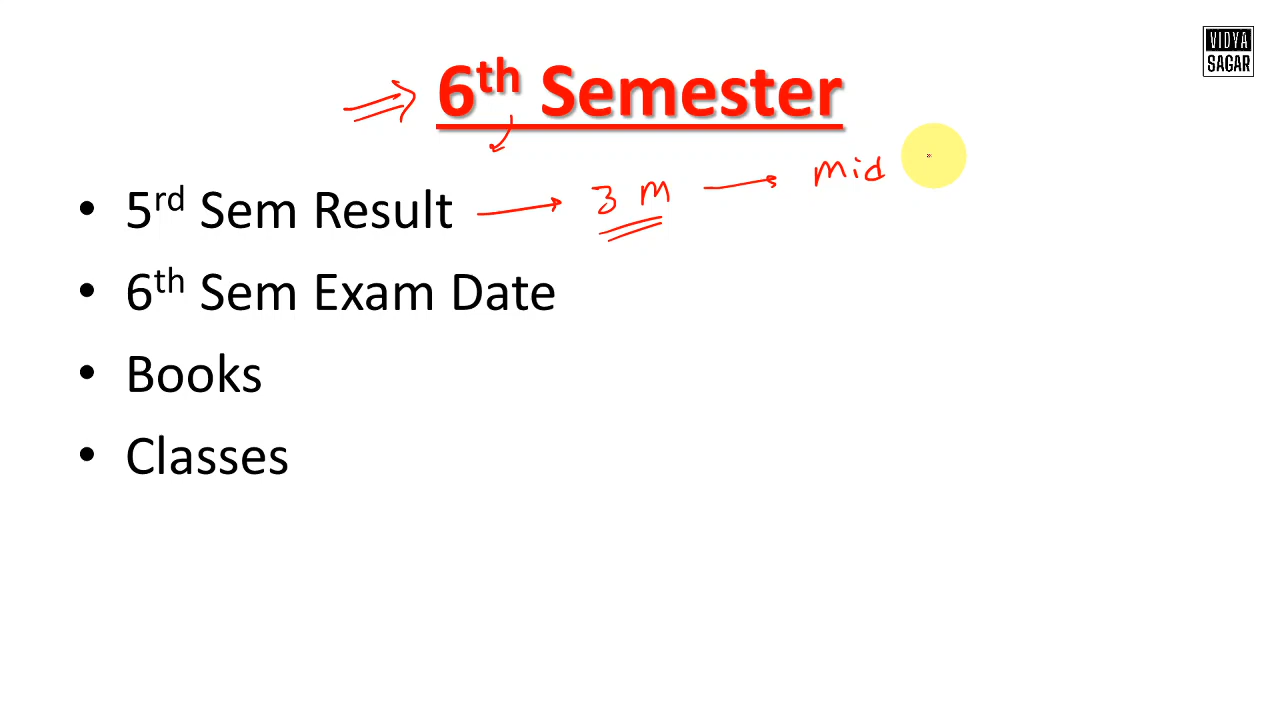 VIDYA
SAGAR
6th Semester
5rd Sem Result → 3 M → Mid
6th Sem Exam Date
Books
Classes